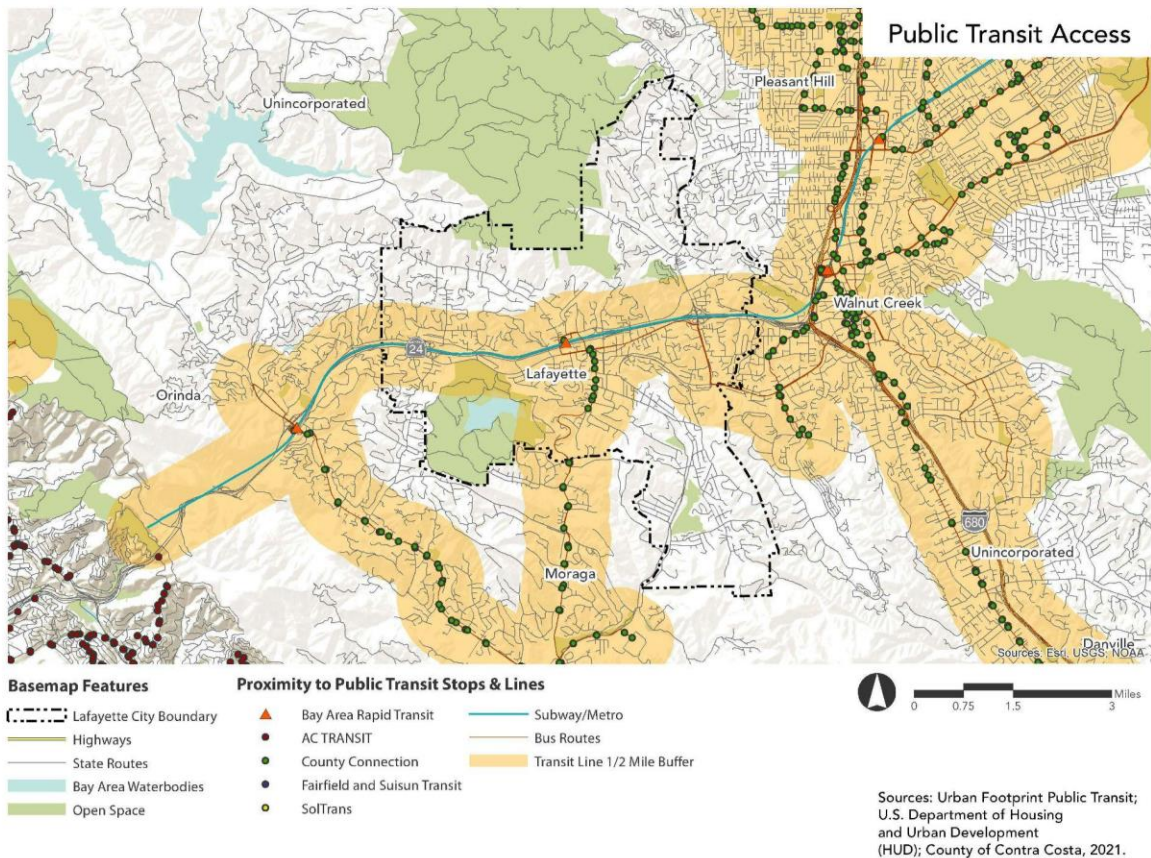 Public Transit Access
Pleasant Hill
Unincorporated
Walnut Creek
24
Lafayette
Orinda
680
Unincorporated
Moraga
Danville
Sources: Esri, USGS, NOAA
Basemap Features
Lafayette City Boundary
Highways
State Routes
Bay Area Waterbodies
Open Space
Proximity to Public Transit Stops & Lines
Bay Area Rapid Transit
AC TRANSIT
County Connection
Fairfield and Suisun Transit
SolTrans
Subway/Metro
Bus Routes
Transit Line 1/2 Mile Buffer
Miles
0 0.75 1.5 3
Sources: Urban Footprint Public Transit;
U.S. Department of Housing
and Urban Development
(HUD); County of Contra Costa, 2021.